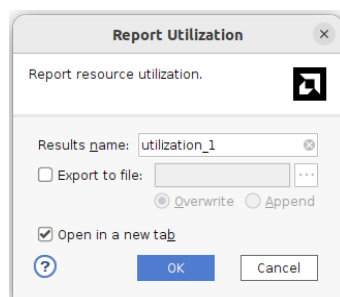 Report Utilization
Report resource utilization.
Results name: utilization_1
Export to file:
Overwrite Append
Open in a new tab
? OK Cancel